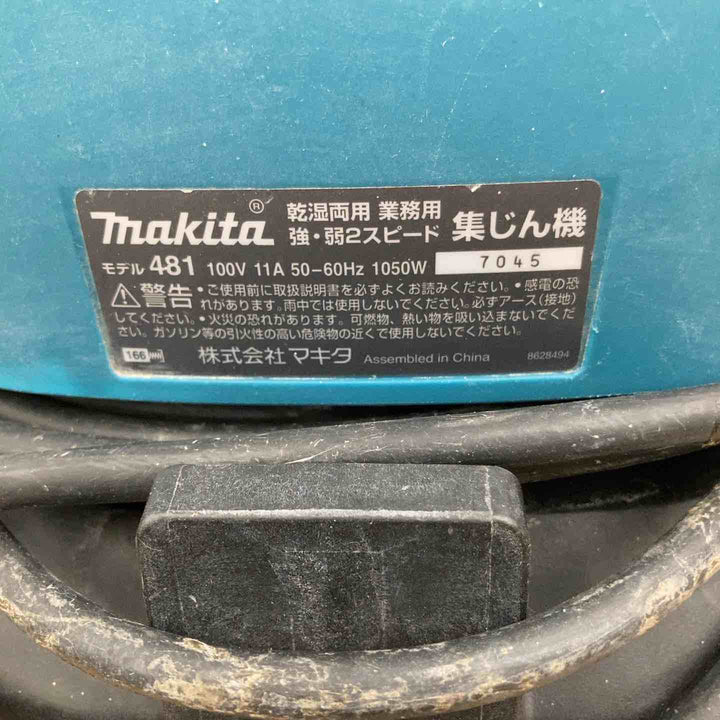 makita® 乾湿両用 業務用 集じん機
強・弱2スピード
モデル 481 100V 11A 50-60Hz 1050W 7045
⚠警告 ・ご使用前に取扱説明書を必ずよくお読みください。・感電の恐
れがあります。雨中では使用しないでください。必ずアース(接地)
してください。・火災の恐れがあります。可燃物、熱い物を吸い込まないでくだ
さい。ガソリン等の引火性の高い危険物の近くで使用しないでください。
166 株式会社マキタ Assembled in China 8628494